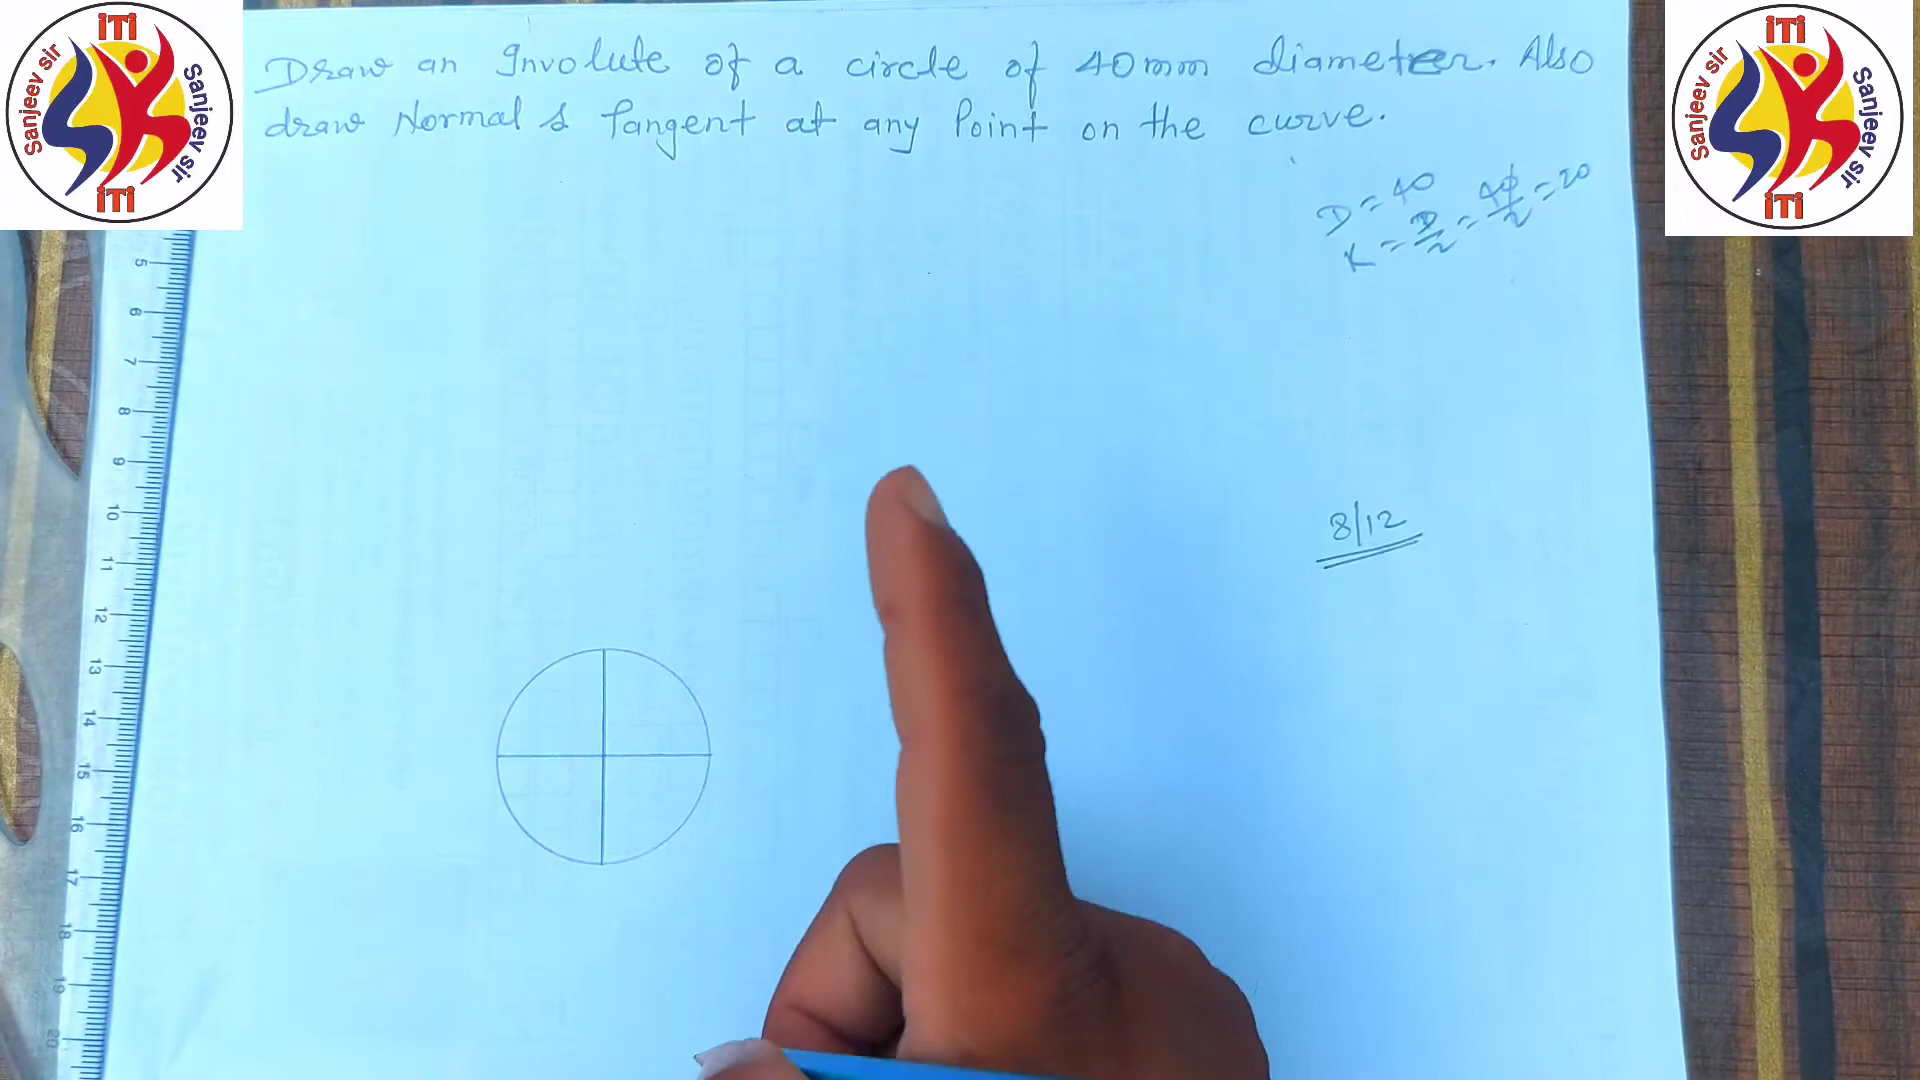 Draw an Involute of a circle of 40mm diameter. Also
draw Normal & Tangent at any Point on the curve.
D = 40
R = D/2 = 40/2 = 20
8/12
iTi
Sanjeev sir
Sanjeev sir
iTi
iTi
Sanjeev sir
Sanjeev sir
iTi
5
6
7
8
9
10
11
12
13
14
15
16
17
18
19
20